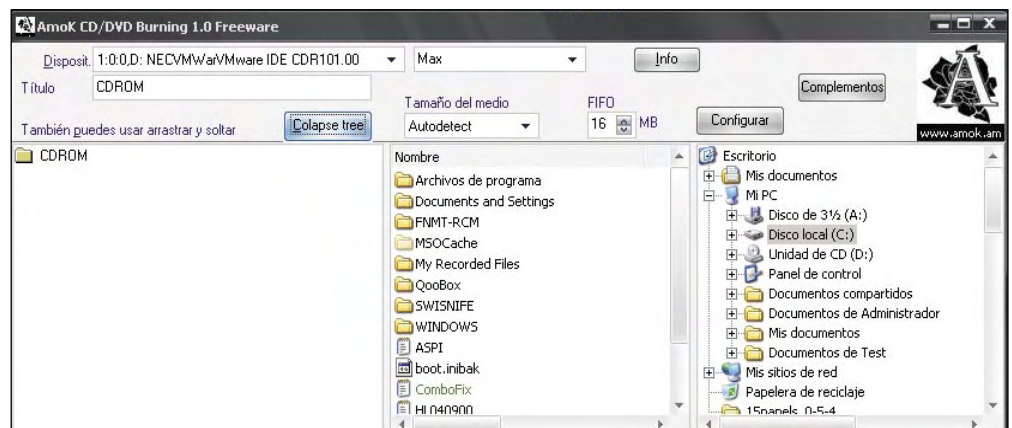 AmoK CD/DVD Burning 1.0 Freeware
Disposit. 1:0:0,D: NECVMWarVMware IDE CDR101.00
Max
Info
Título CDROM
Complementos
Tamaño del medio
FIFO
También puedes usar arrastrar y soltar
Colapse tree
Autodetect
16 MB
Configurar
A
www.amok.am
CDROM
Nombre
Archivos de programa
Documents and Settings
FNMT-RCM
MSOCache
My Recorded Files
QooBox
SWISNIFE
WINDOWS
ASPI
boot.inibak
ComboFix
HL040900
Escritorio
Mis documentos
Mi PC
Disco de 3½ (A:)
Disco local (C:)
Unidad de CD (D:)
Panel de control
Documentos compartidos
Documentos de Administrador
Mis documentos
Documentos de Test
Mis sitios de red
Papelera de reciclaje
15panels_0-5-4